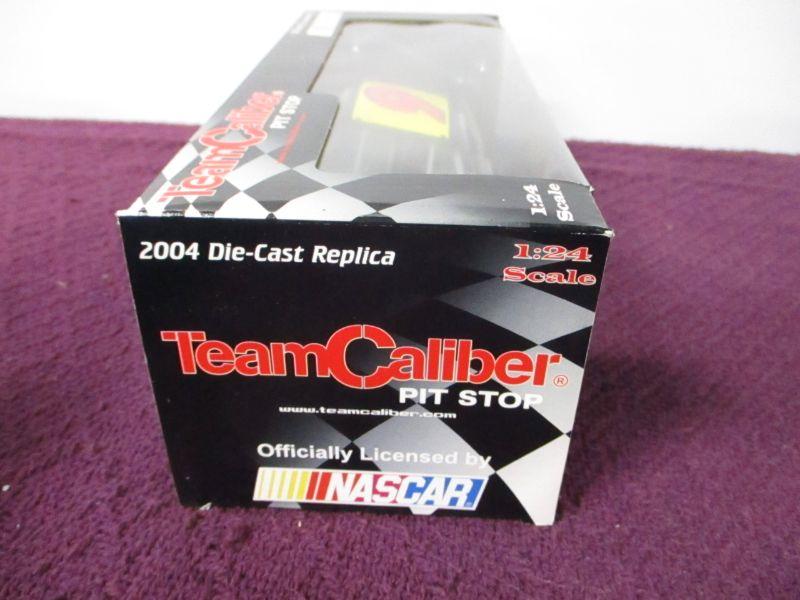 TeamCaliber®
PIT STOP
1:24
Scale
2004 Die-Cast Replica
1:24
Scale
TeamCaliber®
PIT STOP
www.teamcaliber.com
Officially Licensed by
NASCAR